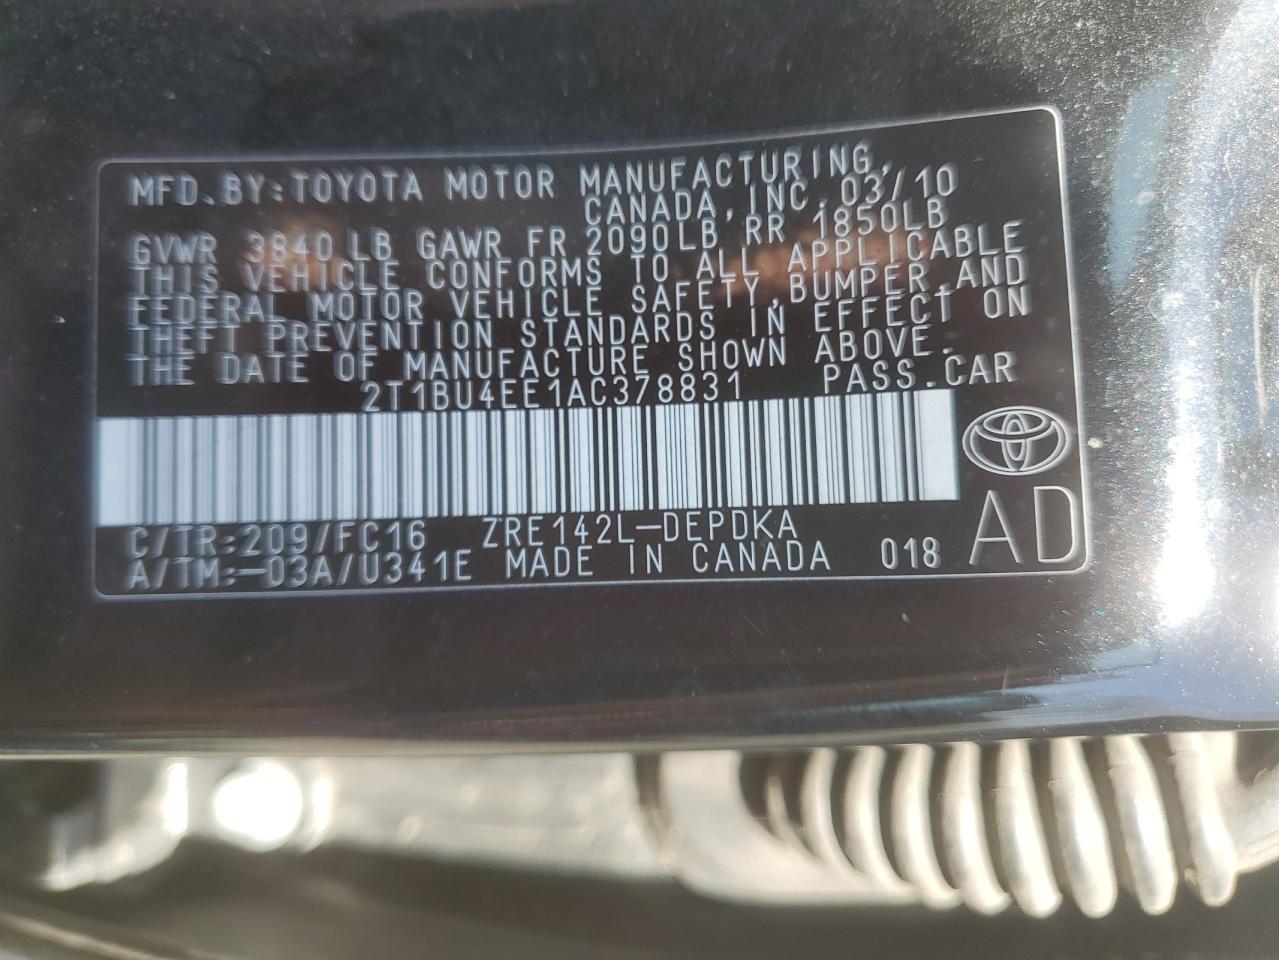 MFD.BY:TOYOTA MOTOR MANUFACTURING,
CANADA, INC. 03/10
GVWR 3840 LB GAWR FR 2090LB RR 1850LB
THIS VEHICLE CONFORMS TO ALL APPLICABLE
FEDERAL MOTOR VEHICLE SAFETY, BUMPER, AND
THEFT PREVENTION STANDARDS IN EFFECT ON
THE DATE OF MANUFACTURE SHOWN ABOVE.
2T1BU4EE1AC378831 PASS.CAR
C/TR:209/FC16 ZRE142L-DEPDKA
A/TM:-03A/U341E MADE IN CANADA 018
AD